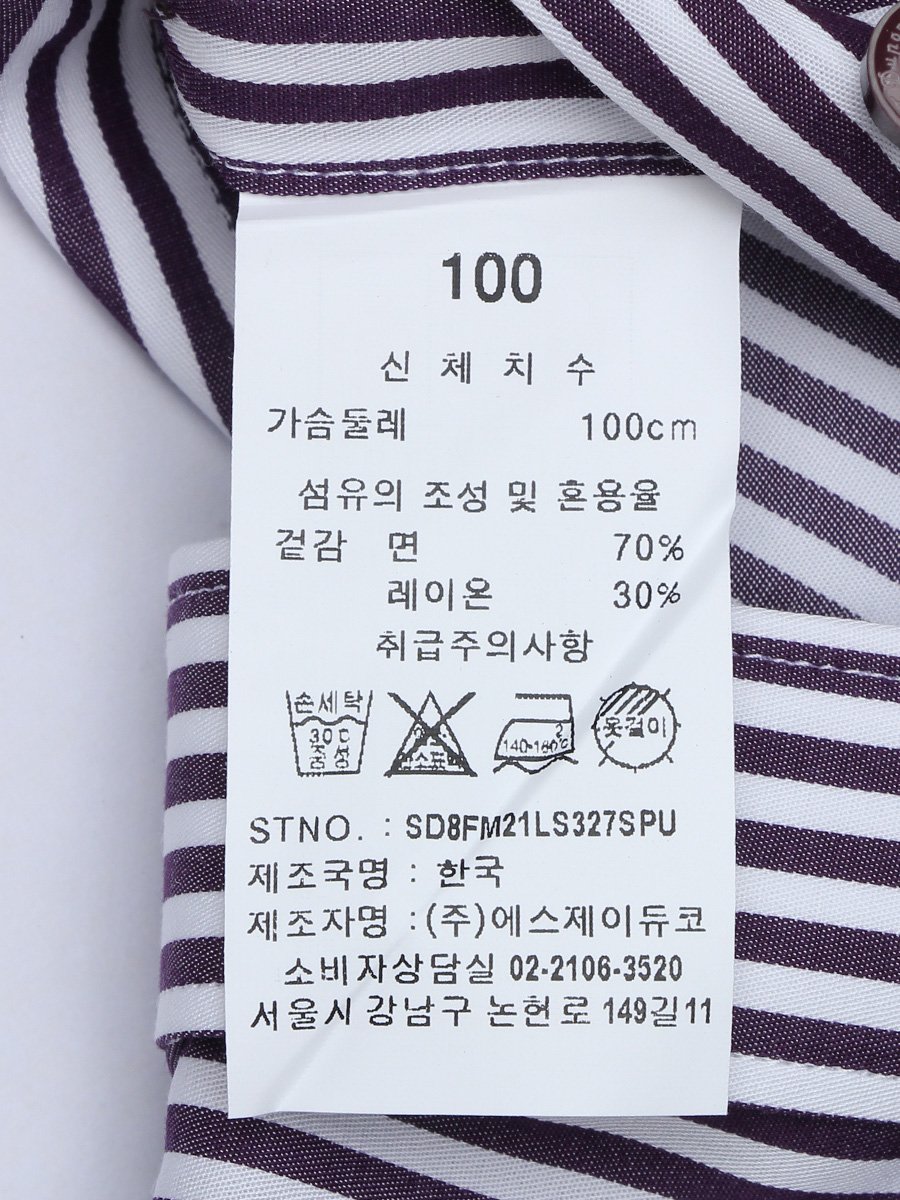 100
신 체 치 수
가슴둘레 100cm
섬유의 조성 및 혼용율
겉감 면 70%
레이온 30%
취급주의사항
손세탁
30℃
중성
2
140~160℃
옷걸이
STNO. : SD8FM21LS327SPU
제조국명 : 한국
제조자명 : (주)에스제이듀코
소비자상담실 02-2106-3520
서울시 강남구 논현로 149길11